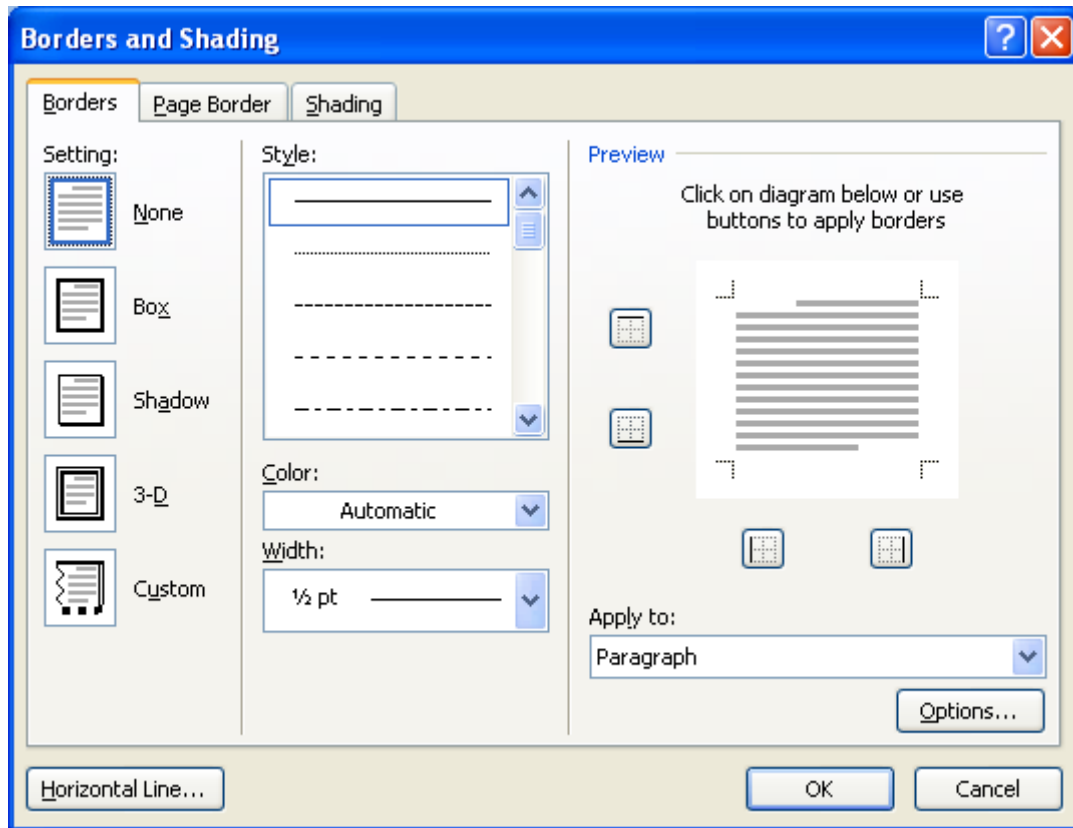 Borders and Shading
Borders
Page Border
Shading
Setting:
None
Box
Shadow
3-D
Custom
Style:
Color:
Automatic
Width:
½ pt
Preview
Click on diagram below or use
buttons to apply borders
Apply to:
Paragraph
Options...
Horizontal Line...
OK
Cancel